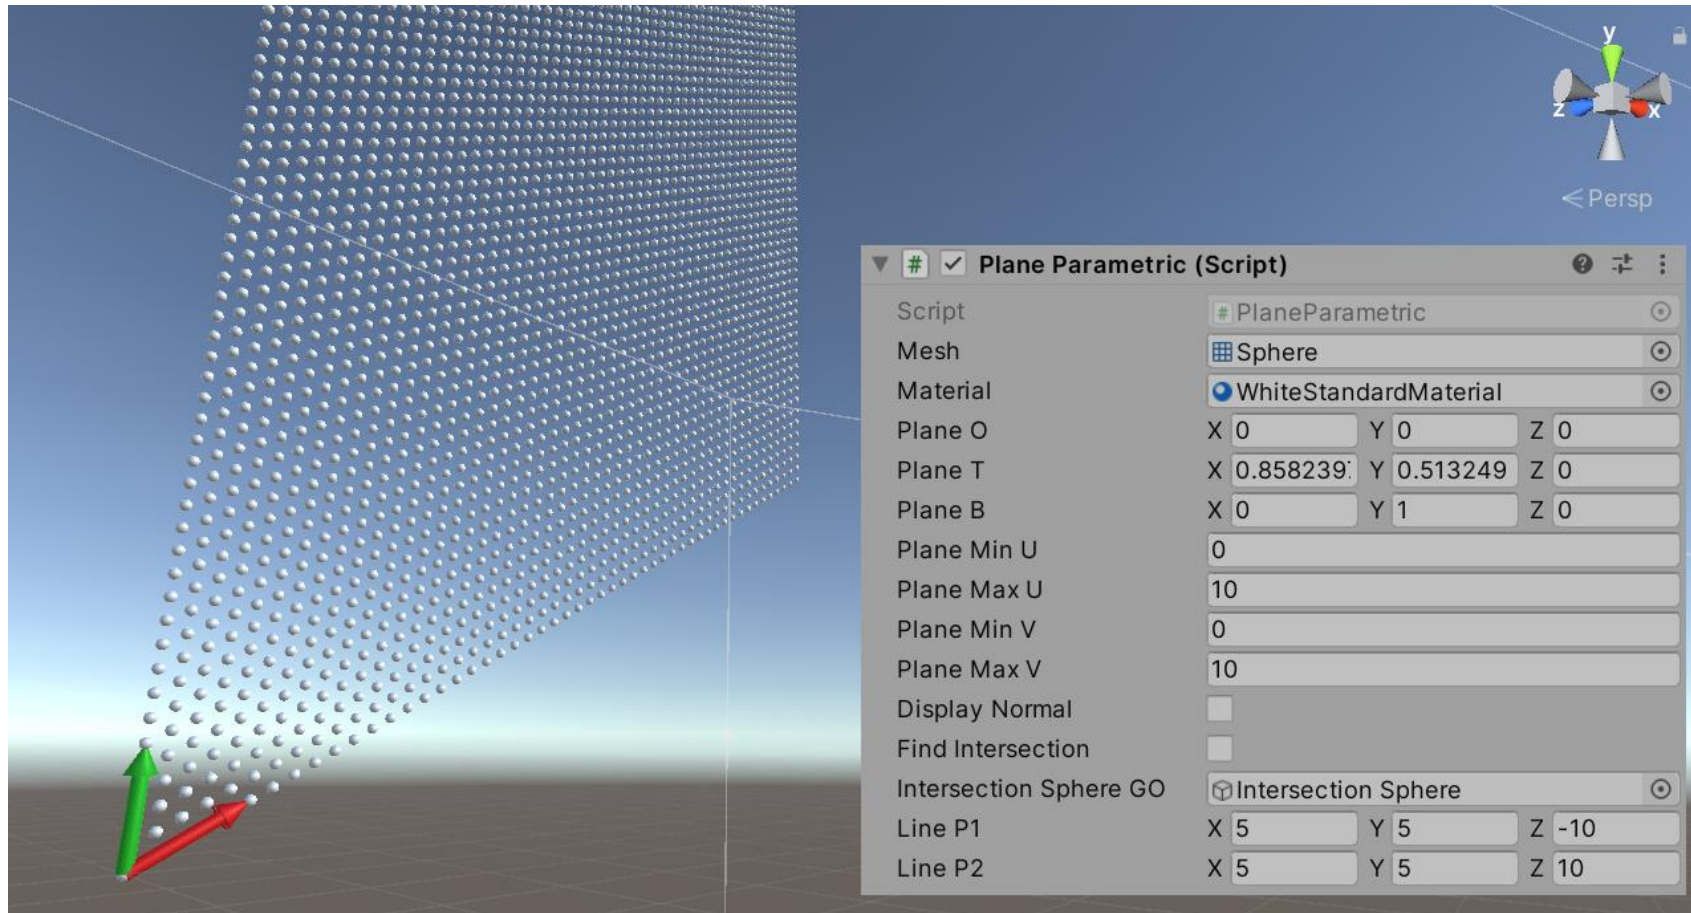 y
z x
< Persp
# Plane Parametric (Script)
Script # PlaneParametric
Mesh Sphere
Material WhiteStandardMaterial
Plane O X 0 Y 0 Z 0
Plane T X 0.858239 Y 0.513249 Z 0
Plane B X 0 Y 1 Z 0
Plane Min U 0
Plane Max U 10
Plane Min V 0
Plane Max V 10
Display Normal
Find Intersection
Intersection Sphere GO Intersection Sphere
Line P1 X 5 Y 5 Z -10
Line P2 X 5 Y 5 Z 10